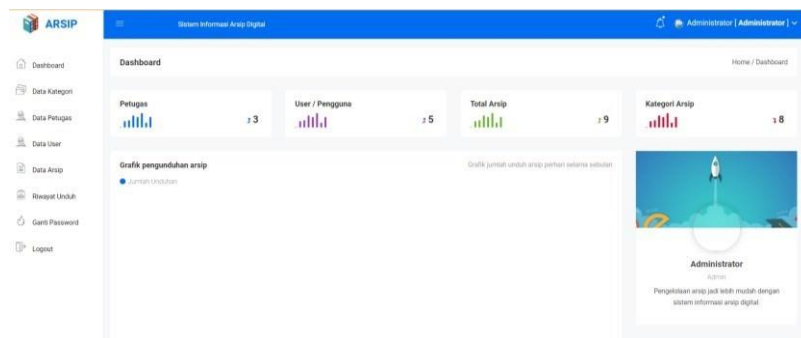 ARSIP
Sistem Informasi Arsip Digital
Administrator [ Administrator ]
Dashboard
Data Kategori
Data Petugas
Data User
Data Arsip
Riwayat Unduh
Ganti Password
Logout
Dashboard
Home / Dashboard
Petugas
3
User / Pengguna
5
Total Arsip
9
Kategori Arsip
8
Grafik pengunduhan arsip
Grafik jumlah unduh arsip perhari selama sebulan
Jumlah Unduhan
Administrator
Admin
Pengelolaan arsip jadi lebih mudah dengan
sistem informasi arsip digital.